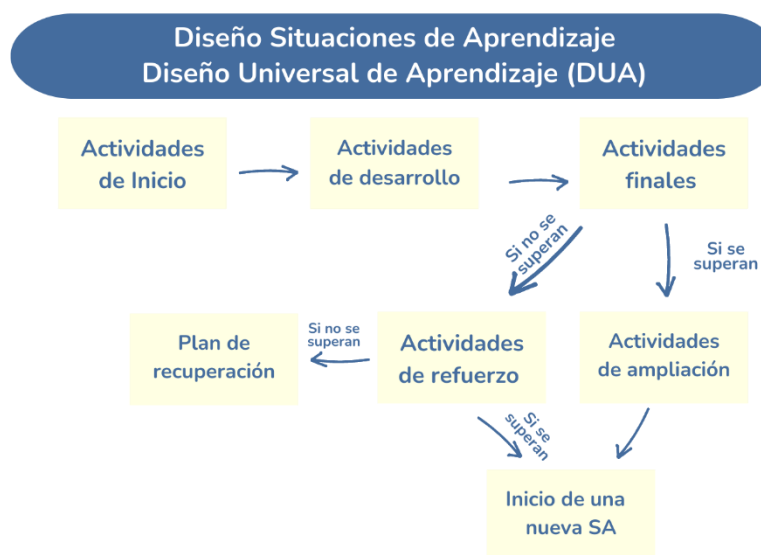 Diseño Situaciones de Aprendizaje
Diseño Universal de Aprendizaje (DUA)
Actividades
de Inicio
Actividades
de desarrollo
Actividades
finales
Si no se
superan
Si se
superan
Plan de
recuperación
Si no se
superan
Actividades
de refuerzo
Actividades
de ampliación
Si se
superan
Inicio de una
nueva SA